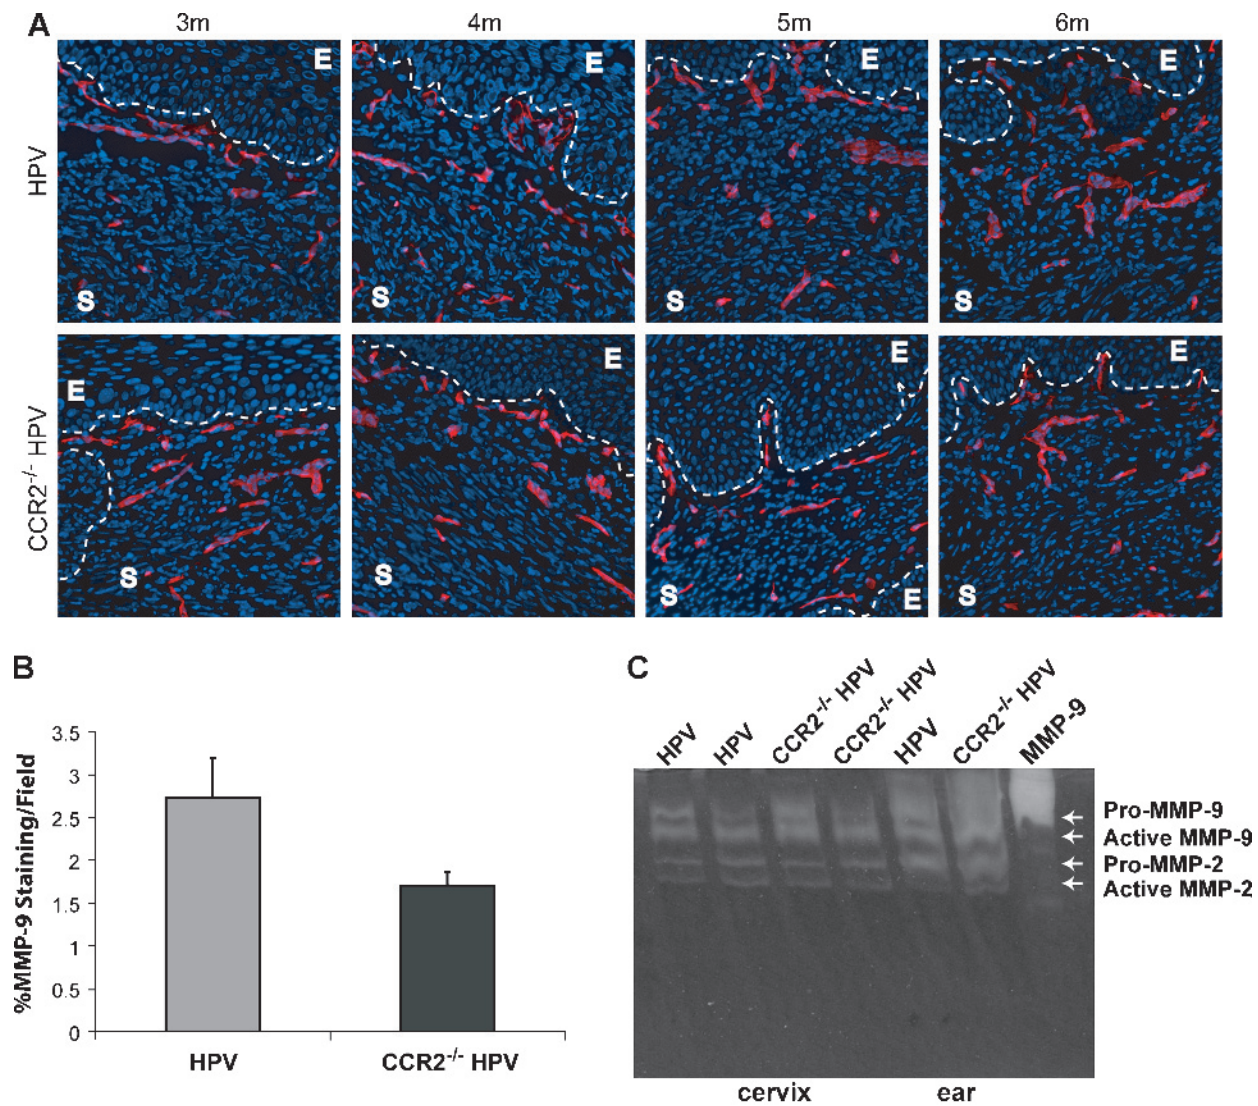 A
3m 4m 5m 6m
HPV
E E E E
S S S S
CCR2-/- HPV
E E E E
S S S E S
B
%MMP-9 Staining/Field
3.5
3
2.5
2
1.5
1
0.5
0
HPV CCR2-/- HPV
C
HPV HPV CCR2-/- HPV CCR2-/- HPV HPV CCR2-/- HPV MMP-9
Pro-MMP-9
Active MMP-9
Pro-MMP-2
Active MMP-2
cervix ear